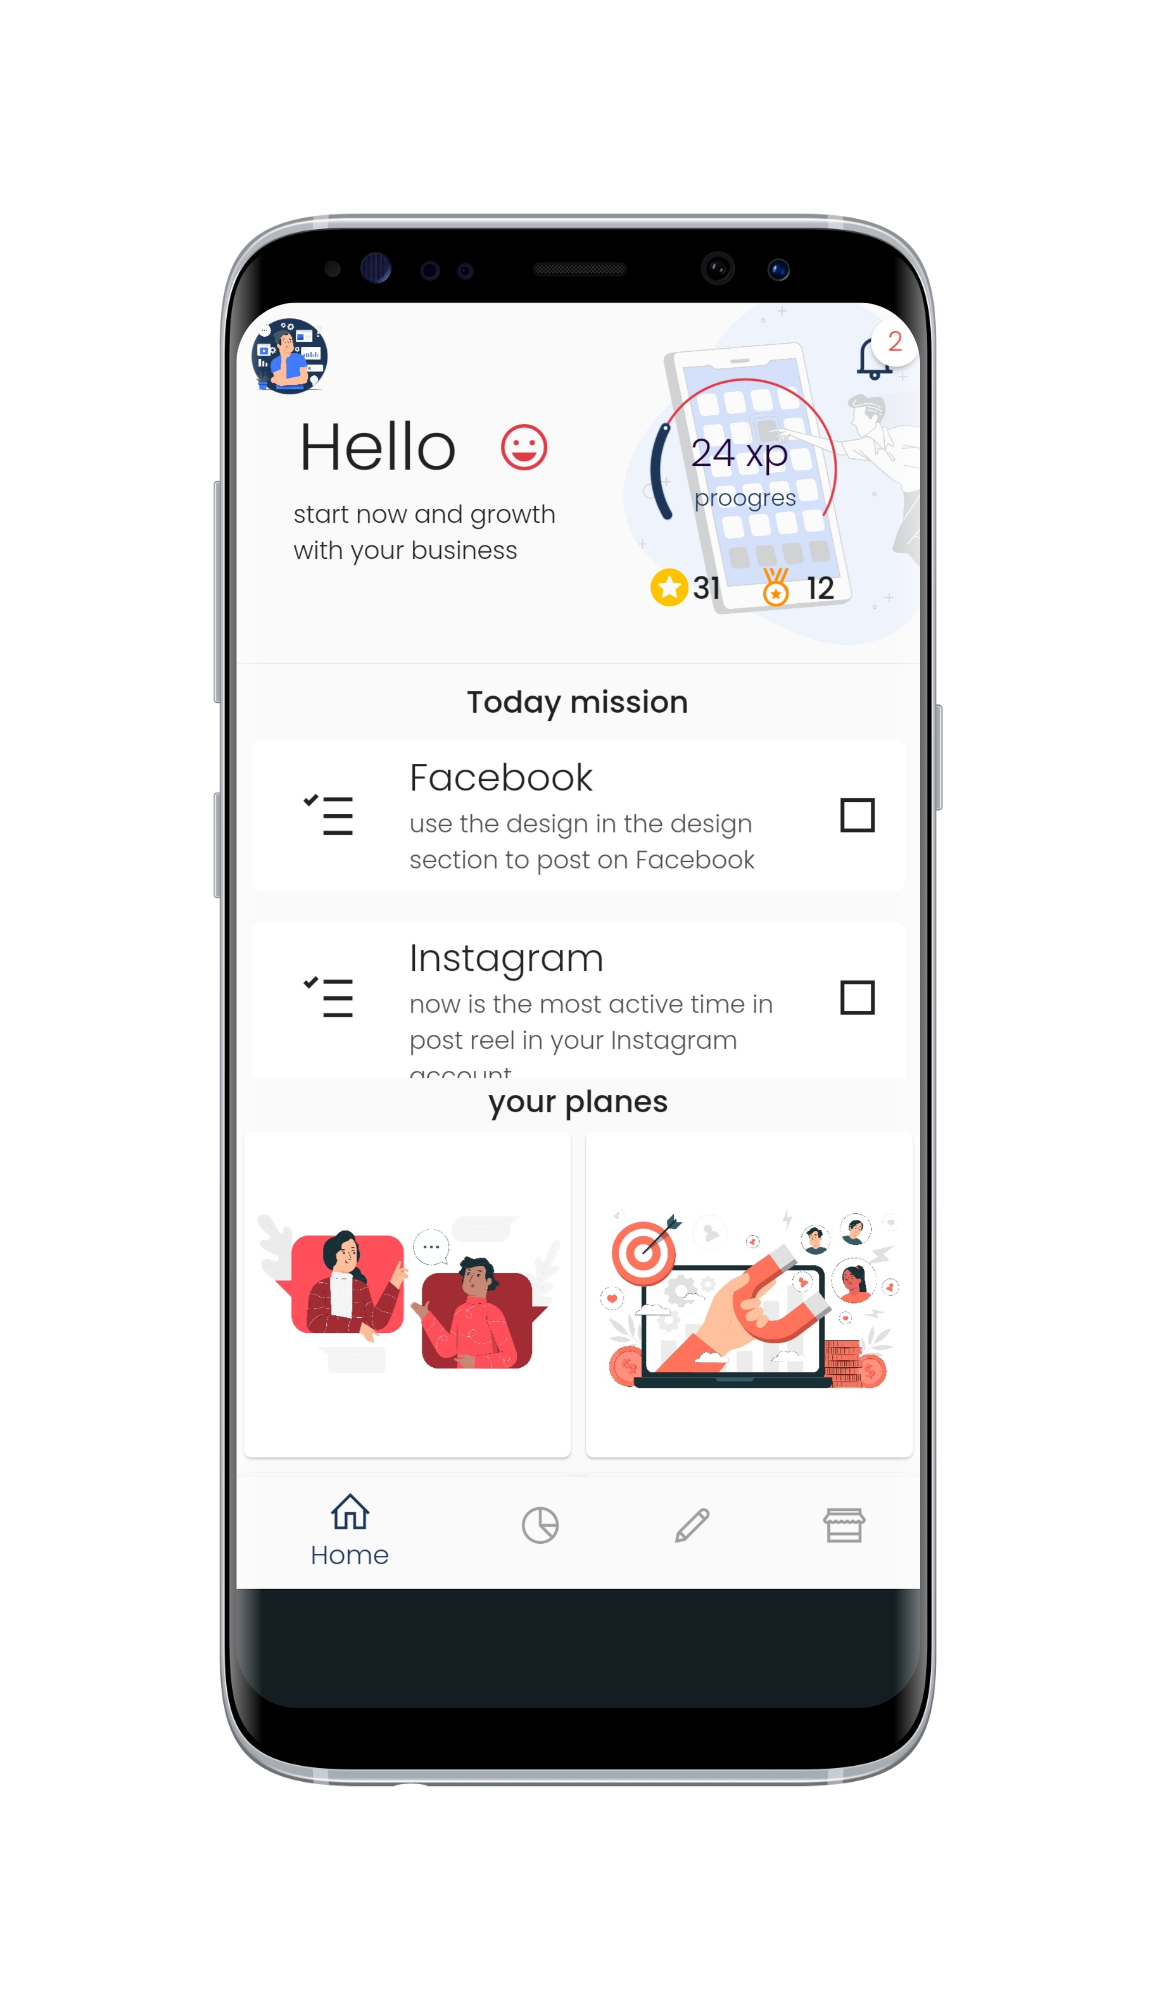 2
Hello
start now and growth
with your business
24 xp
proogres
31
12
Today mission
Facebook
use the design in the design
section to post on Facebook
Instagram
now is the most active time in
post reel in your Instagram
account
your planes
Home